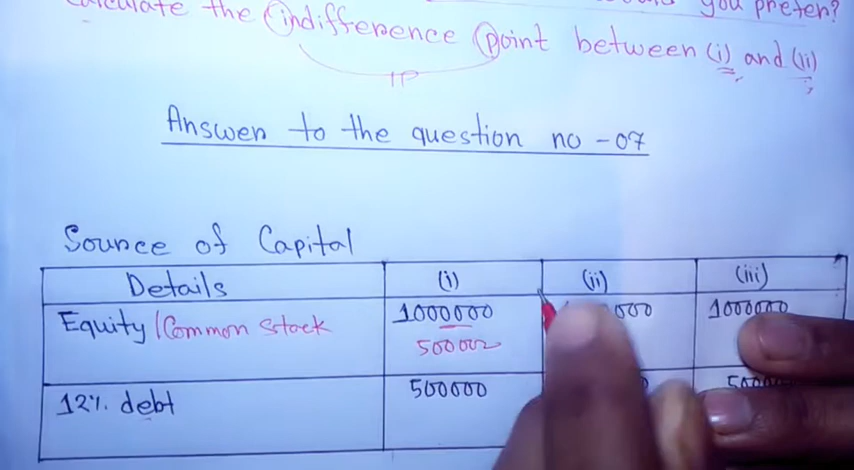 Calculate the indifference point between (i) and (ii)
you prefer?
IP
Answer to the question no -07
Source of Capital
Details (i) (ii) (iii)
Equity/Common stock 1000000 1000000
500000
12% debt 500000